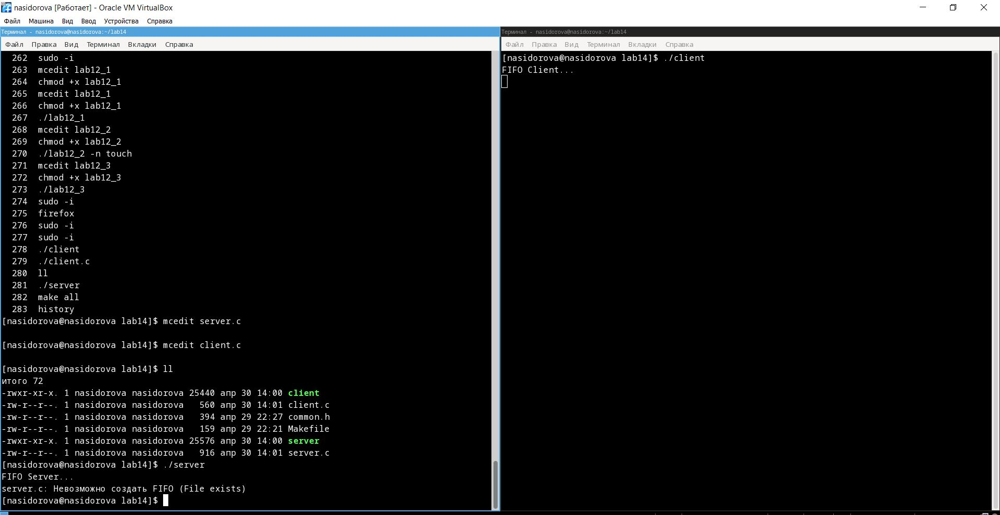 nasidorova [Работает] - Oracle VM VirtualBox
Файл Машина Вид Ввод Устройства Справка
Терминал - nasidorova@nasidorova:~/lab14
Файл Правка Вид Терминал Вкладки Справка
262 sudo -i
263 mcedit lab12_1
264 chmod +x lab12_1
265 mcedit lab12_1
266 chmod +x lab12_1
267 ./lab12_1
268 mcedit lab12_2
269 chmod +x lab12_2
270 ./lab12_2 -n touch
271 mcedit lab12_3
272 chmod +x lab12_3
273 ./lab12_3
274 sudo -i
275 firefox
276 sudo -i
277 sudo -i
278 ./client
279 ./client.c
280 ll
281 ./server
282 make all
283 history
[nasidorova@nasidorova lab14]$ mcedit server.c
[nasidorova@nasidorova lab14]$ mcedit client.c
[nasidorova@nasidorova lab14]$ ll
итого 72
-rwxr-xr-x. 1 nasidorova nasidorova 25440 апр 30 14:00 client
-rw-r--r--. 1 nasidorova nasidorova 560 апр 30 14:01 client.c
-rw-r--r--. 1 nasidorova nasidorova 394 апр 29 22:27 common.h
-rw-r--r--. 1 nasidorova nasidorova 159 апр 29 22:21 Makefile
-rwxr-xr-x. 1 nasidorova nasidorova 25576 апр 30 14:00 server
-rw-r--r--. 1 nasidorova nasidorova 916 апр 30 14:01 server.c
[nasidorova@nasidorova lab14]$ ./server
FIFO Server...
server.c: Невозможно создать FIFO (File exists)
[nasidorova@nasidorova lab14]$
Терминал - nasidorova@nasidorova:~/lab14
Файл Правка Вид Терминал Вкладки Справка
[nasidorova@nasidorova lab14]$ ./client
FIFO Client...